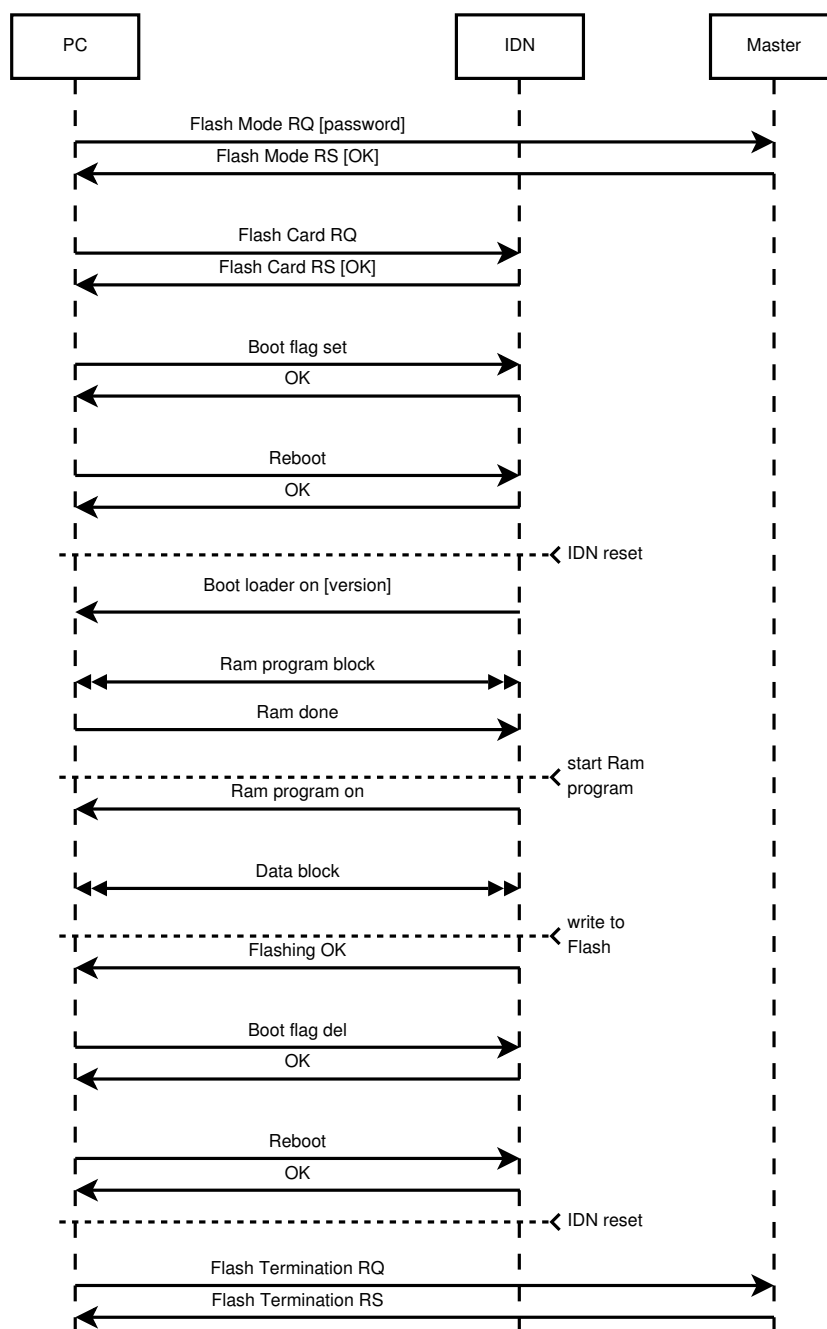 PC
IDN
Master
Flash Mode RQ [password]
Flash Mode RS [OK]
Flash Card RQ
Flash Card RS [OK]
Boot flag set
OK
Reboot
OK
IDN reset
Boot loader on [version]
Ram program block
Ram done
start Ram
program
Ram program on
Data block
write to
Flash
Flashing OK
Boot flag del
OK
Reboot
OK
IDN reset
Flash Termination RQ
Flash Termination RS